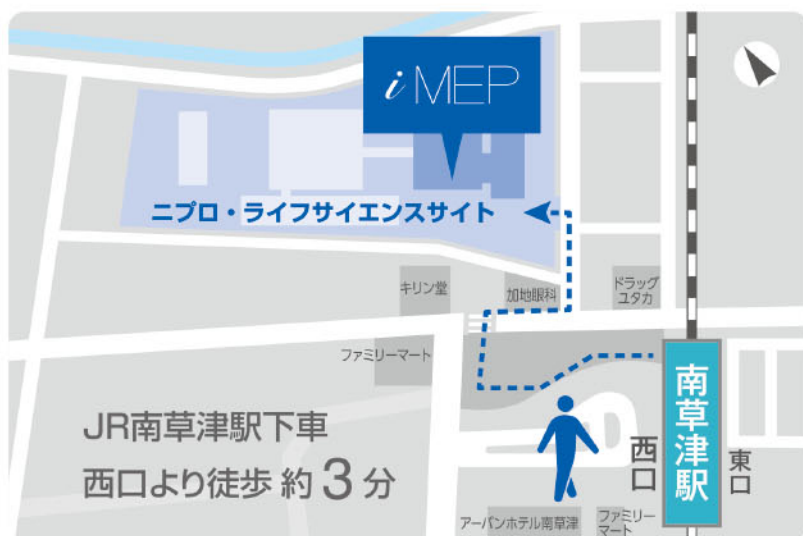 i MEP
ニプロ・ライフサイエンスサイト
キリン堂
加地眼科
ドラッグ
ユタカ
ファミリーマート
JR南草津駅下車
西口より徒歩 約 3 分
南草津駅
西口
東口
アーバンホテル南草津
ファミリー
マート